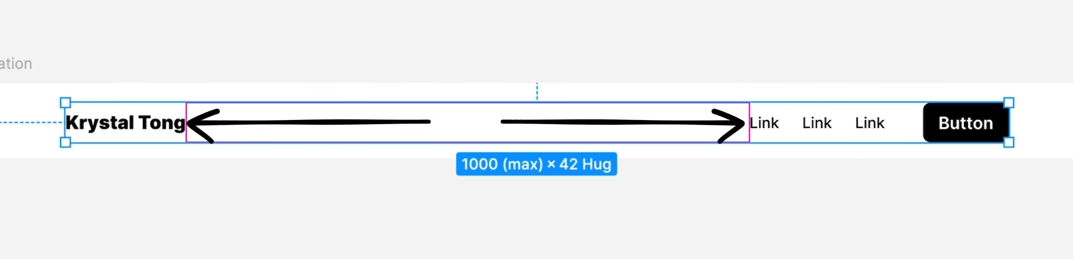 ation
Krystal Tong Link Link Link Button
1000 (max) × 42 Hug